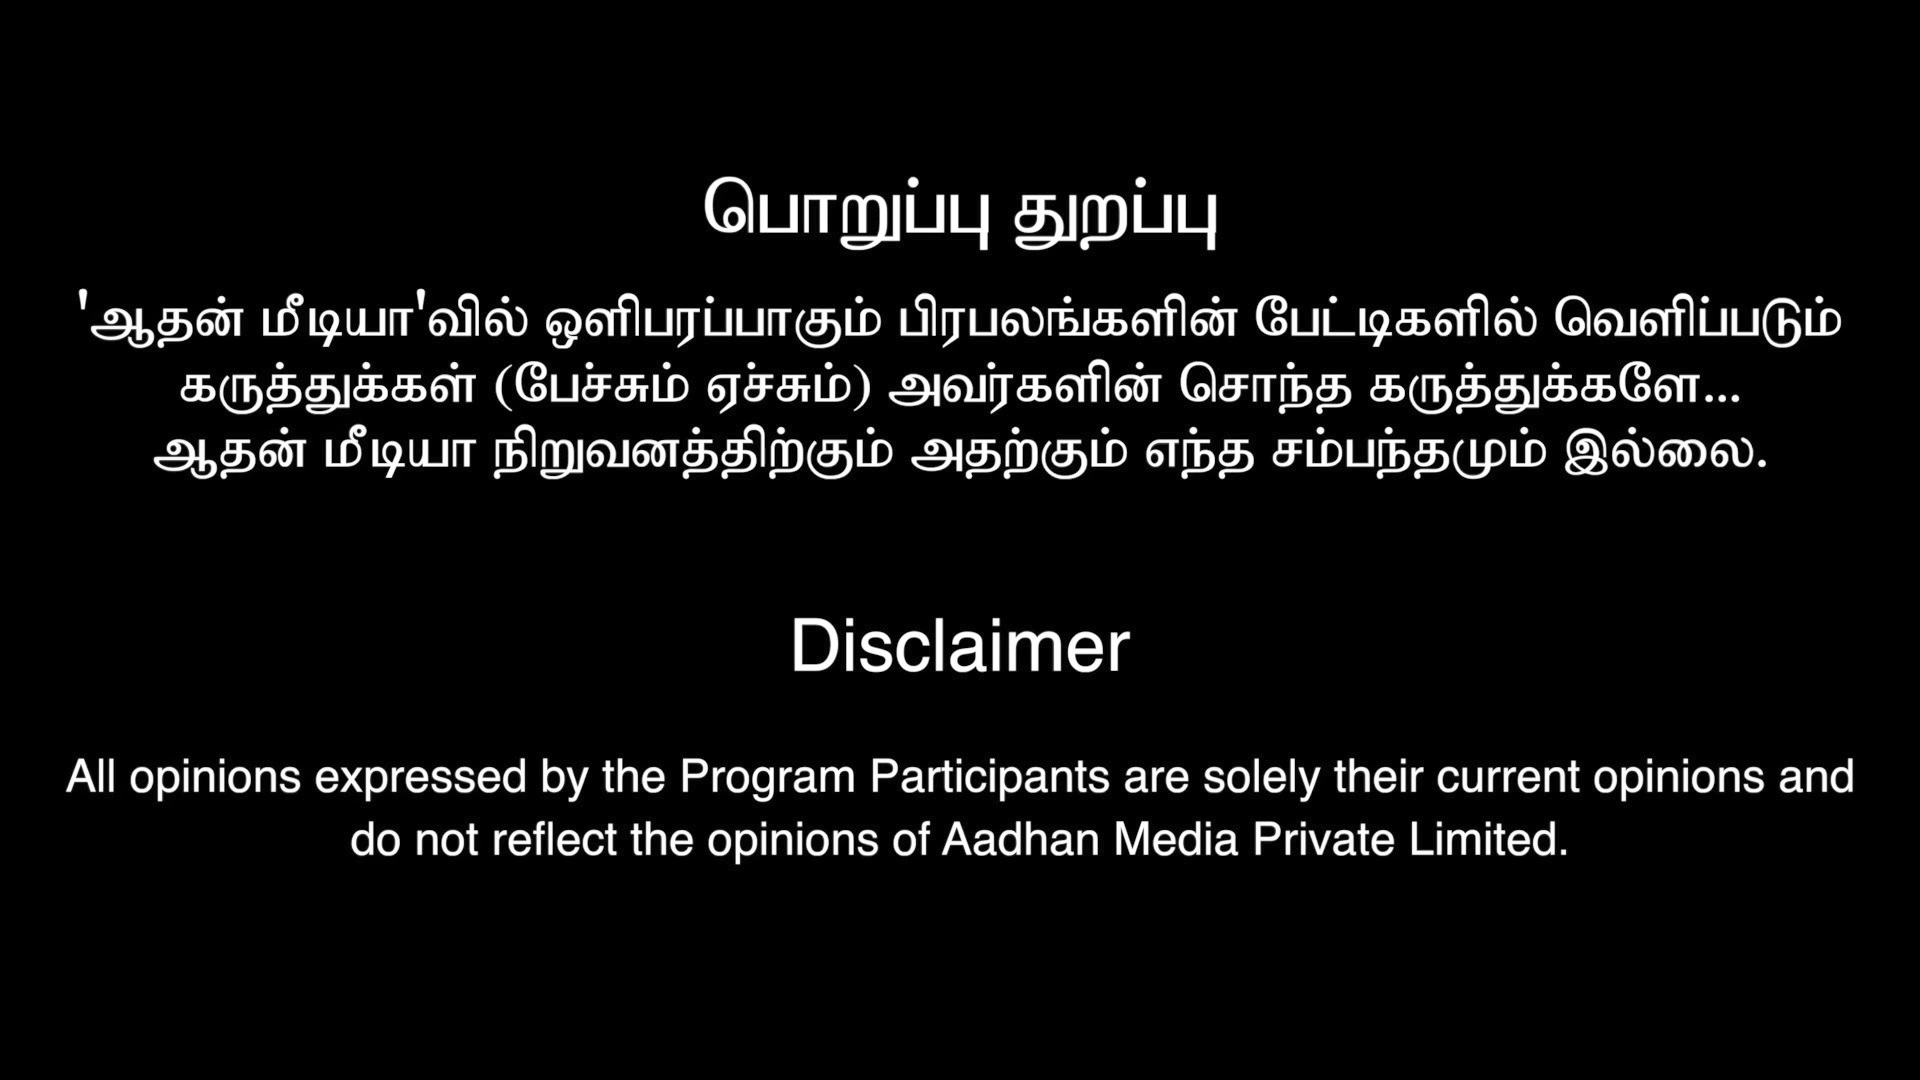 பொறுப்பு துறப்பு
'ஆதன் மீடியா'வில் ஒளிபரப்பாகும் பிரபலங்களின் பேட்டிகளில் வெளிப்படும்
கருத்துக்கள் (பேச்சும் ஏச்சும்) அவர்களின் சொந்த கருத்துக்களே...
ஆதன் மீடியா நிறுவனத்திற்கும் அதற்கும் எந்த சம்பந்தமும் இல்லை.
Disclaimer
All opinions expressed by the Program Participants are solely their current opinions and
do not reflect the opinions of Aadhan Media Private Limited.